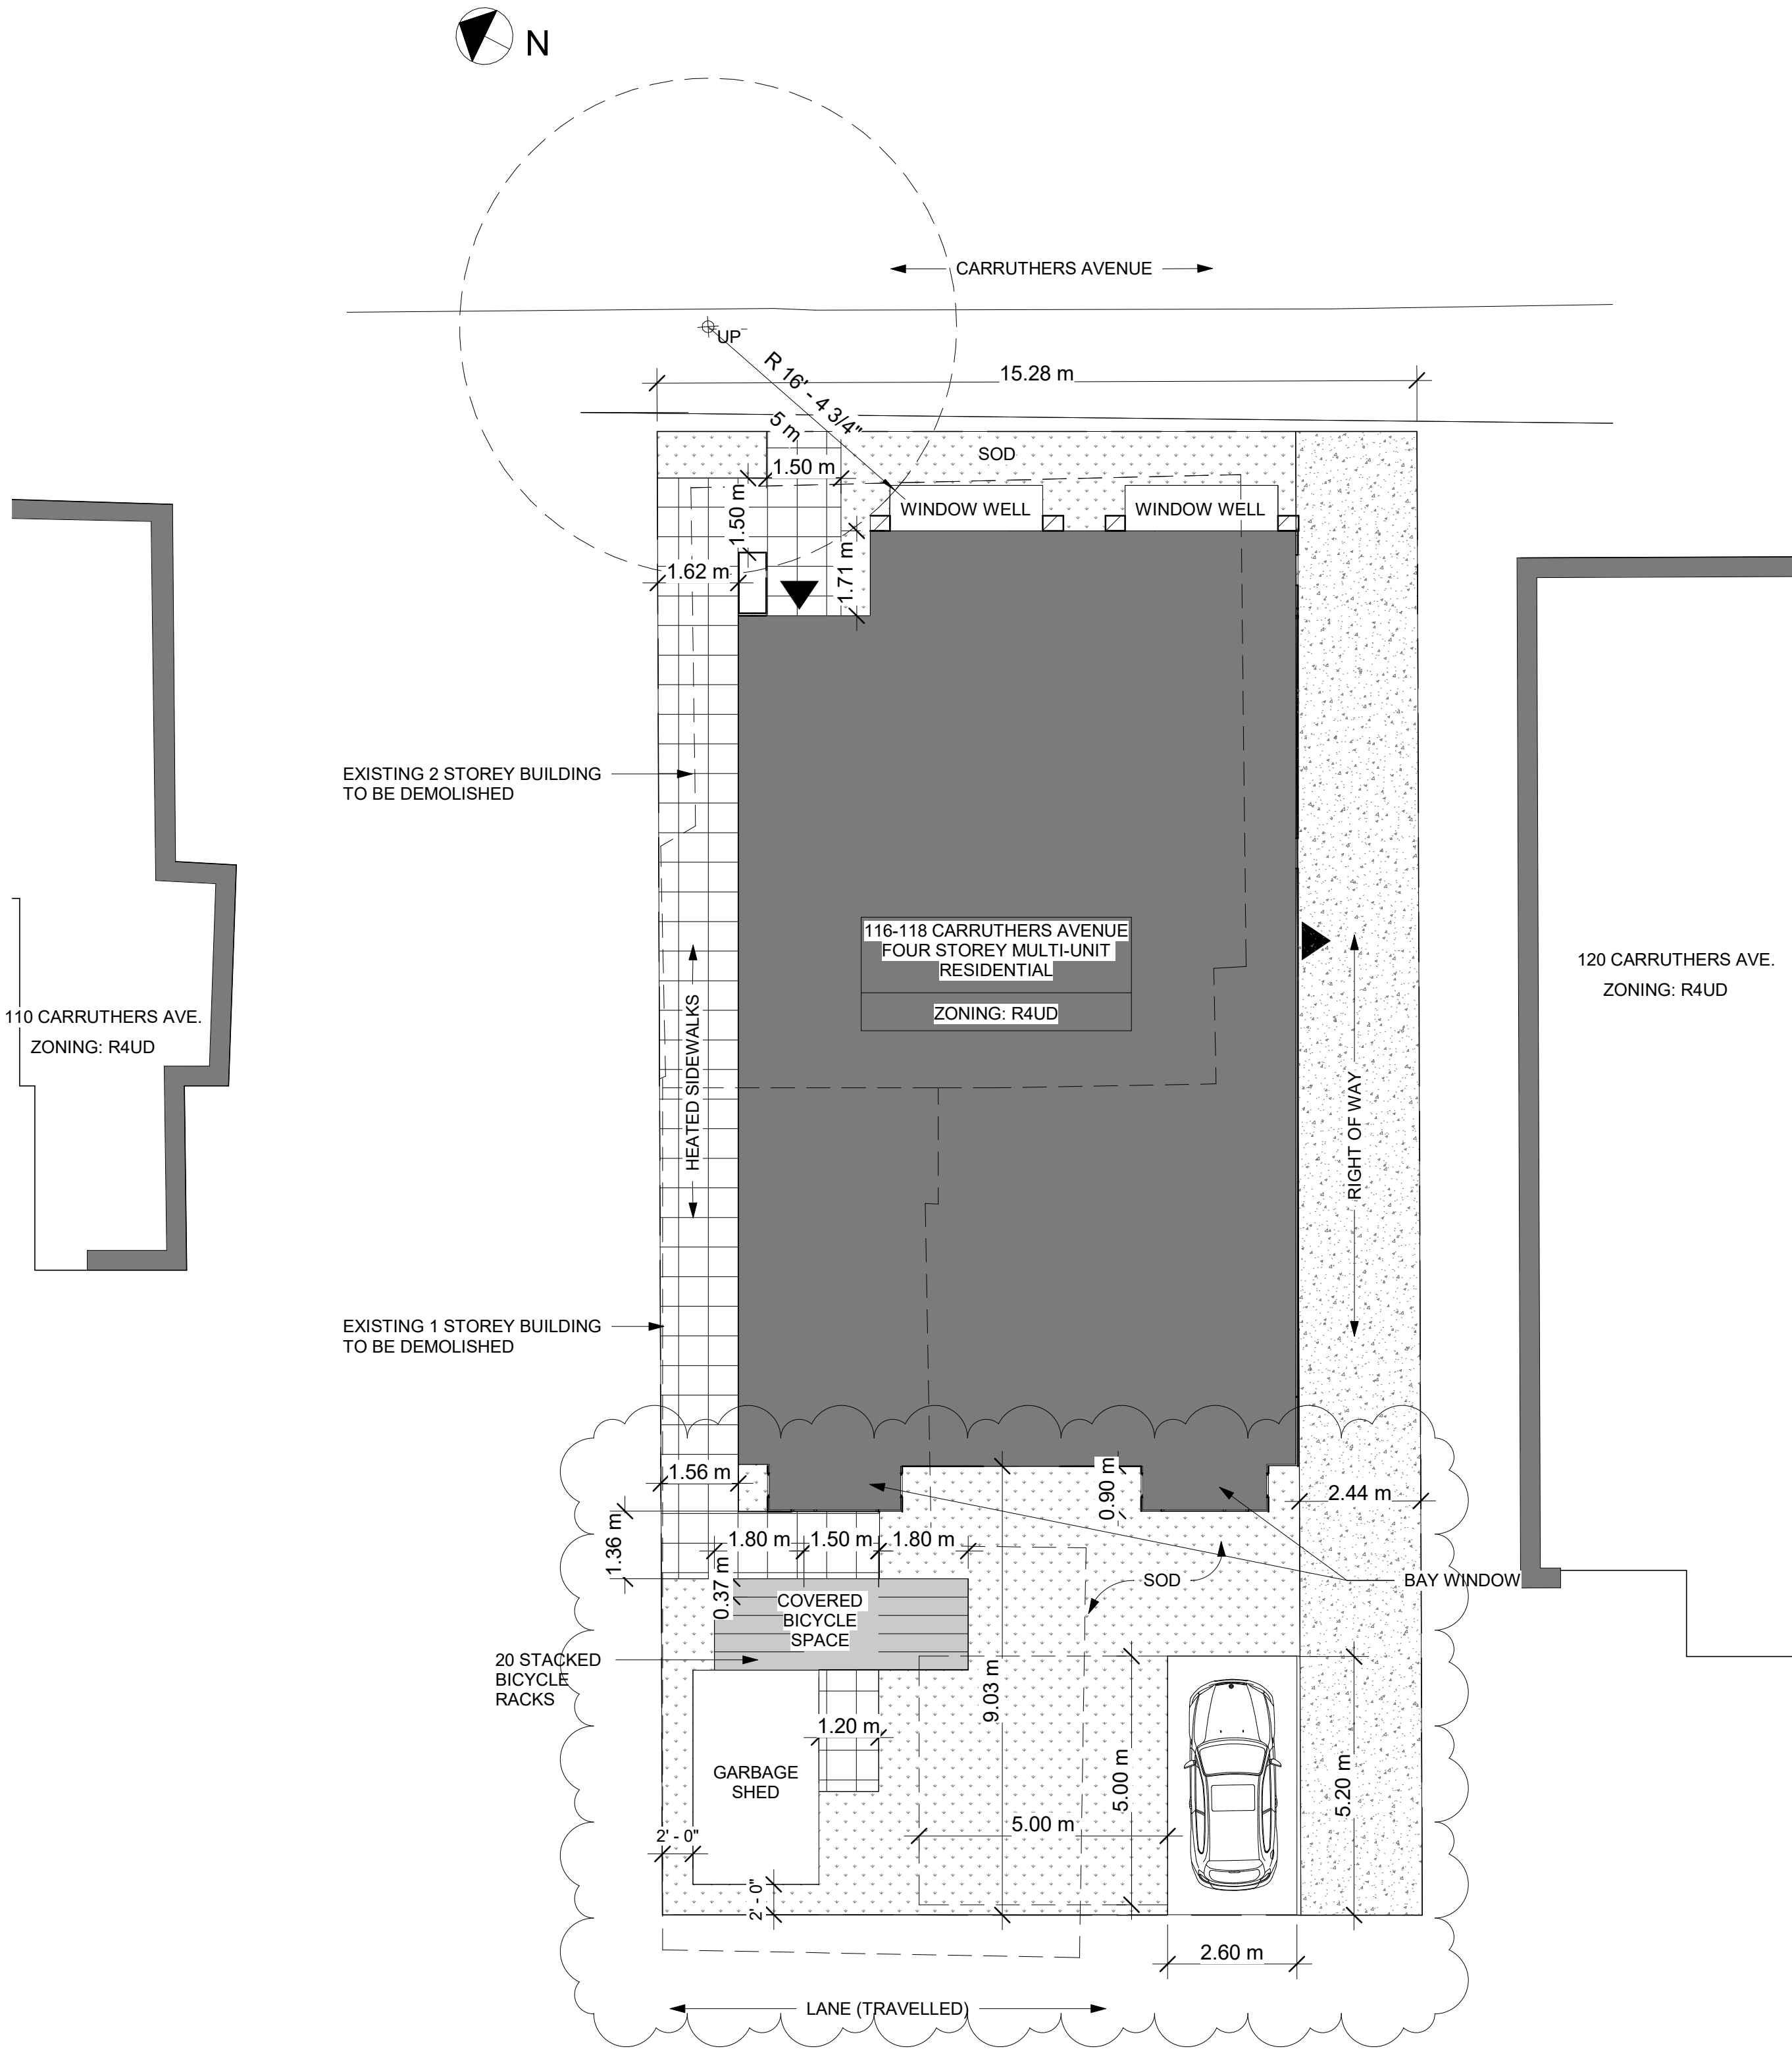 N
CARRUTHERS AVENUE
UP
R 16' - 4 3/4"
5 m
15.28 m
SOD
1.50 m
1.50 m
WINDOW WELL
WINDOW WELL
1.62 m
1.71 m
EXISTING 2 STOREY BUILDING
TO BE DEMOLISHED
116-118 CARRUTHERS AVENUE
FOUR STOREY MULTI-UNIT
RESIDENTIAL
ZONING: R4UD
120 CARRUTHERS AVE.
ZONING: R4UD
110 CARRUTHERS AVE.
ZONING: R4UD
HEATED SIDEWALKS
RIGHT OF WAY
EXISTING 1 STOREY BUILDING
TO BE DEMOLISHED
1.56 m
0.90 m
2.44 m
1.36 m
1.80 m
1.50 m
1.80 m
0.37 m
SOD
BAY WINDOW
COVERED
BICYCLE
SPACE
20 STACKED
BICYCLE
RACKS
9.03 m
1.20 m
GARBAGE
SHED
5.00 m
5.20 m
5.00 m
2' - 0"
2' - 0"
2.60 m
LANE (TRAVELLED)